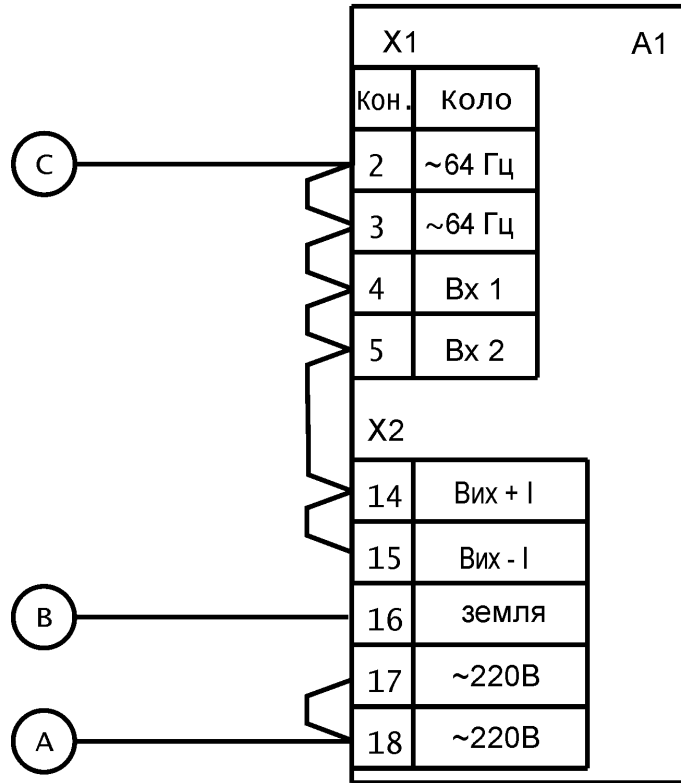 X1 A1
Кон. Коло
C 2 ~64 Гц
3 ~64 Гц
4 Вх 1
5 Вх 2
X2
14 Вих + I
15 Вих - I
B 16 земля
17 ~220В
A 18 ~220В